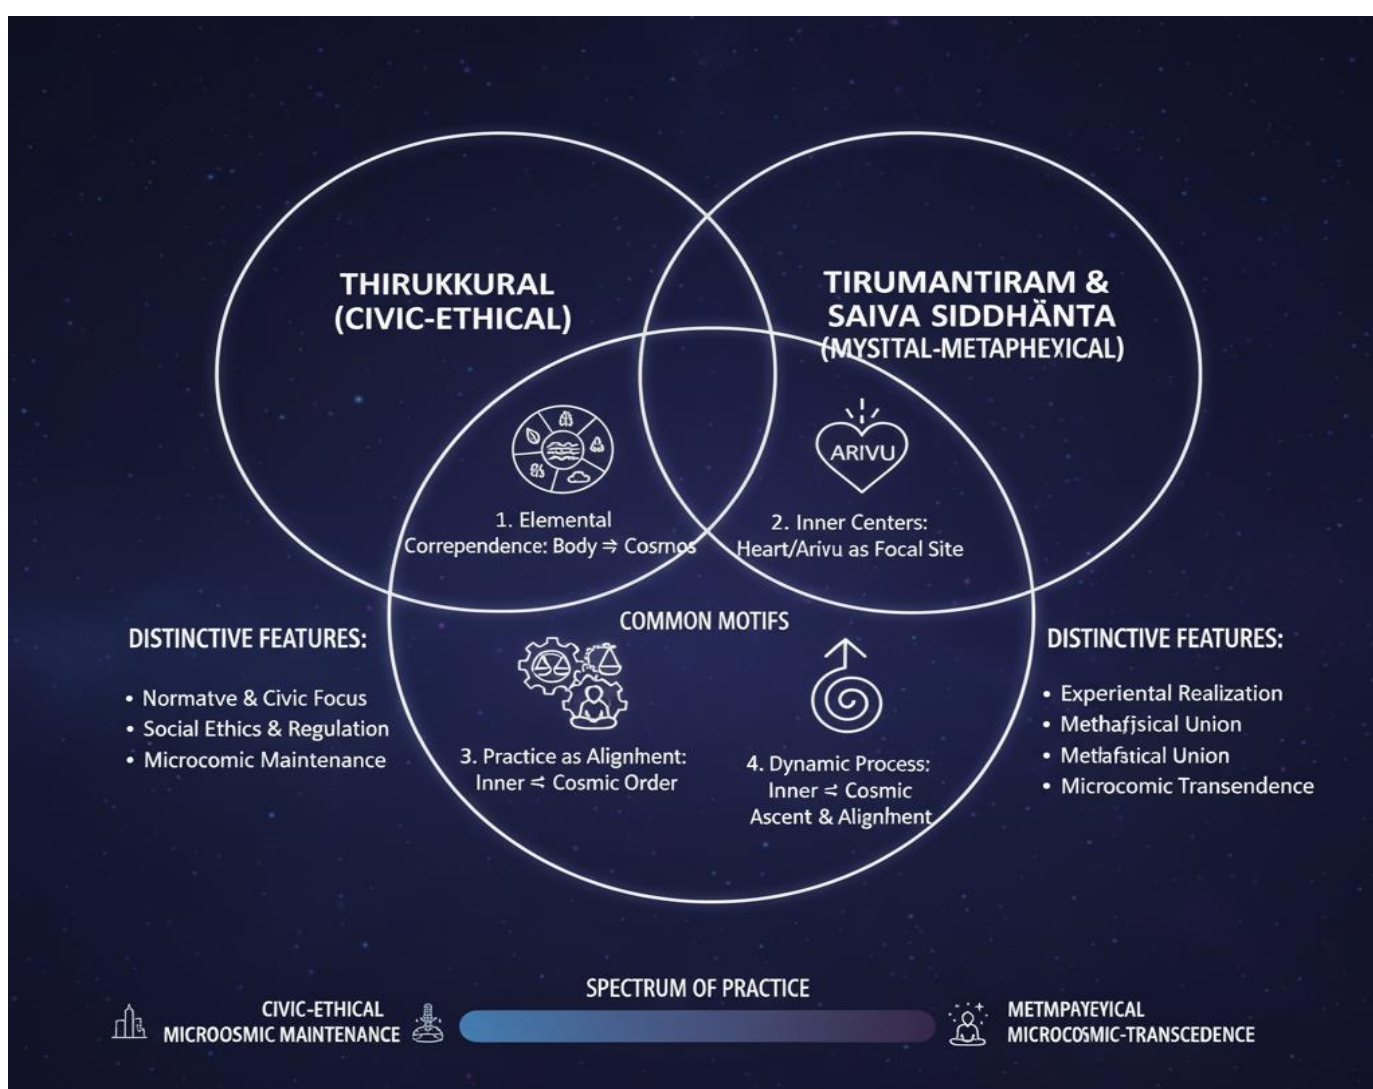 THIRUKKURAL
(CIVIC-ETHICAL)
TIRUMANTIRAM &
SAIVA SIDDHÄNTA
(MYSITAL-METAPHEXICAL)
ARIVU
1. Elemental
Corrependence: Body ⇌ Cosmos
2. Inner Centers:
Heart/Arivu as Focal Site
COMMON MOTIFS
3. Practice as Alignment:
Inner ⥪ Cosmic Order
4. Dynamic Process:
Inner ⥪ Cosmic
Ascent & Alignment
DISTINCTIVE FEATURES:
• Normatve & Civic Focus
• Social Ethics & Regulation
• Microcomic Maintenance
DISTINCTIVE FEATURES:
• Experiental Realization
• Methafjsical Union
• Metlafstical Union
• Microcomic Transendence
SPECTRUM OF PRACTICE
CIVIC-ETHICAL
MICROOSMIC MAINTENANCE
METMPAYEYICAL
MICROCOSMIC-TRANSCEDENCE